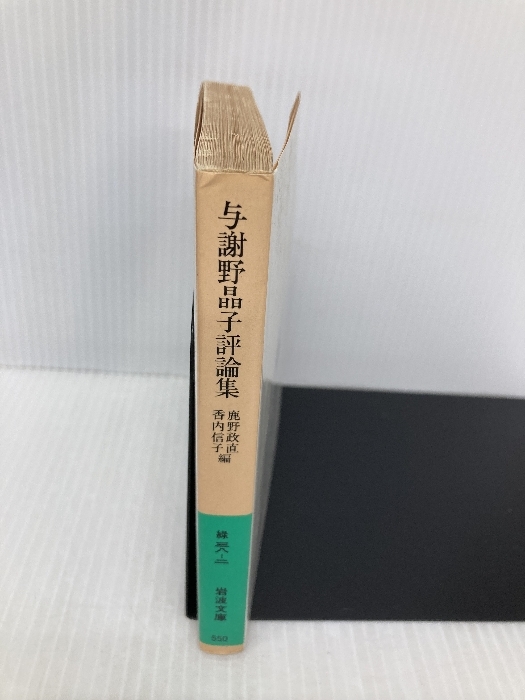 与謝野晶子評論集
鹿野政直
香内信子編
緑三八-二
岩波文庫
550